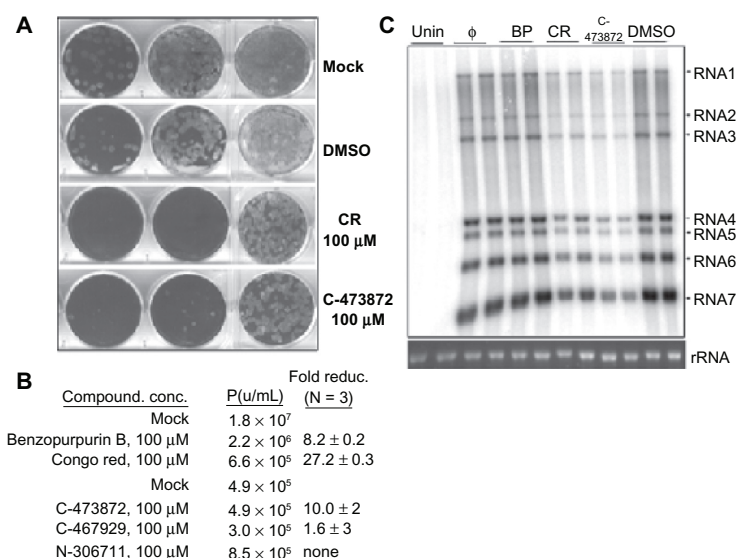 A
Mock
DMSO
CR
100 µM
C-473872
100 µM
B
Compound. conc. P(u/mL) Fold reduc. (N = 3)
Mock 1.8 × 10⁷
Benzopurpurin B, 100 µM 2.2 × 10⁶ 8.2 ± 0.2
Congo red, 100 µM 6.6 × 10⁵ 27.2 ± 0.3
Mock 4.9 × 10⁵
C-473872, 100 µM 4.9 × 10⁵ 10.0 ± 2
C-467929, 100 µM 3.0 × 10⁵ 1.6 ± 3
N-306711, 100 µM 8.5 × 10⁵ none
C
Unin ϕ BP CR C-473872 DMSO
RNA1
RNA2
RNA3
RNA4
RNA5
RNA6
RNA7
rRNA